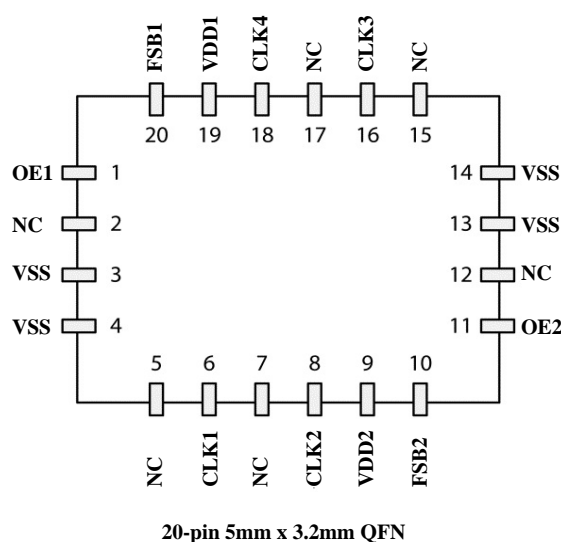 FSB1
VDD1
CLK4
NC
CLK3
NC
20 19 18 17 16 15
OE1 1
NC 2
VSS 3
VSS 4
14 VSS
13 VSS
12 NC
11 OE2
5 6 7 8 9 10
NC
CLK1
NC
CLK2
VDD2
FSB2
20-pin 5mm x 3.2mm QFN